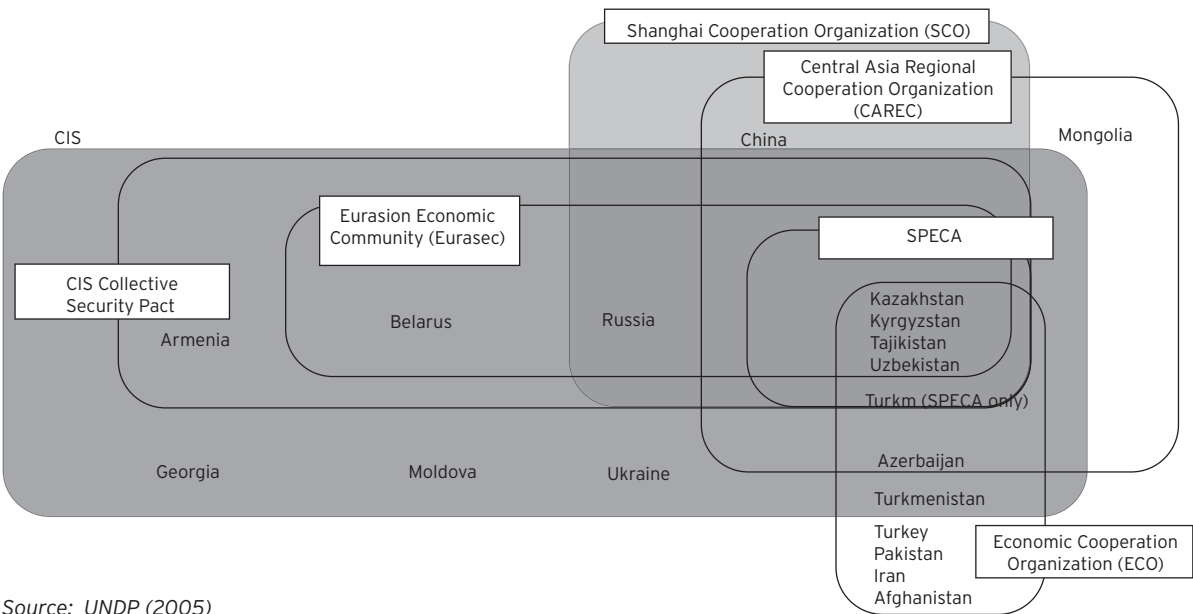 Shanghai Cooperation Organization (SCO)
Central Asia Regional
Cooperation Organization
(CAREC)
CIS
China
Mongolia
Eurasion Economic
Community (Eurasec)
SPECA
CIS Collective
Security Pact
Kazakhstan
Kyrgyzstan
Tajikistan
Uzbekistan
Belarus
Russia
Armenia
Turkm (SPECA only)
Georgia
Moldova
Ukraine
Azerbaijan
Turkmenistan
Turkey
Pakistan
Iran
Afghanistan
Economic Cooperation
Organization (ECO)
Source: UNDP (2005)